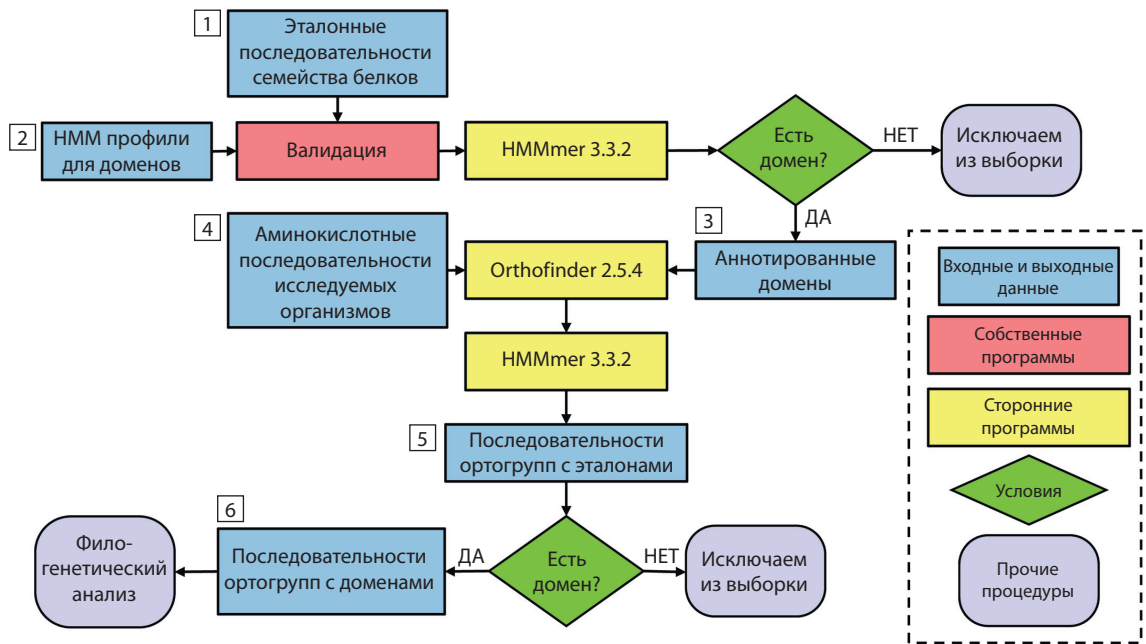 1
Эталонные
последовательности
семейства белков
2
HMM профили
для доменов
Валидация
HMMmer 3.3.2
Есть
домен?
НЕТ
Исключаем
из выборки
ДА
3
4
Аминокислотные
последовательности
исследуемых
организмов
Orthofinder 2.5.4
Аннотированные
домены
HMMmer 3.3.2
5
Последовательности
ортогрупп с эталонами
6
Фило-
генетический
анализ
Последовательности
ортогрупп с доменами
ДА
Есть
домен?
НЕТ
Исключаем
из выборки
Входные и выходные
данные
Собственные
программы
Сторонние
программы
Условия
Прочие
процедуры